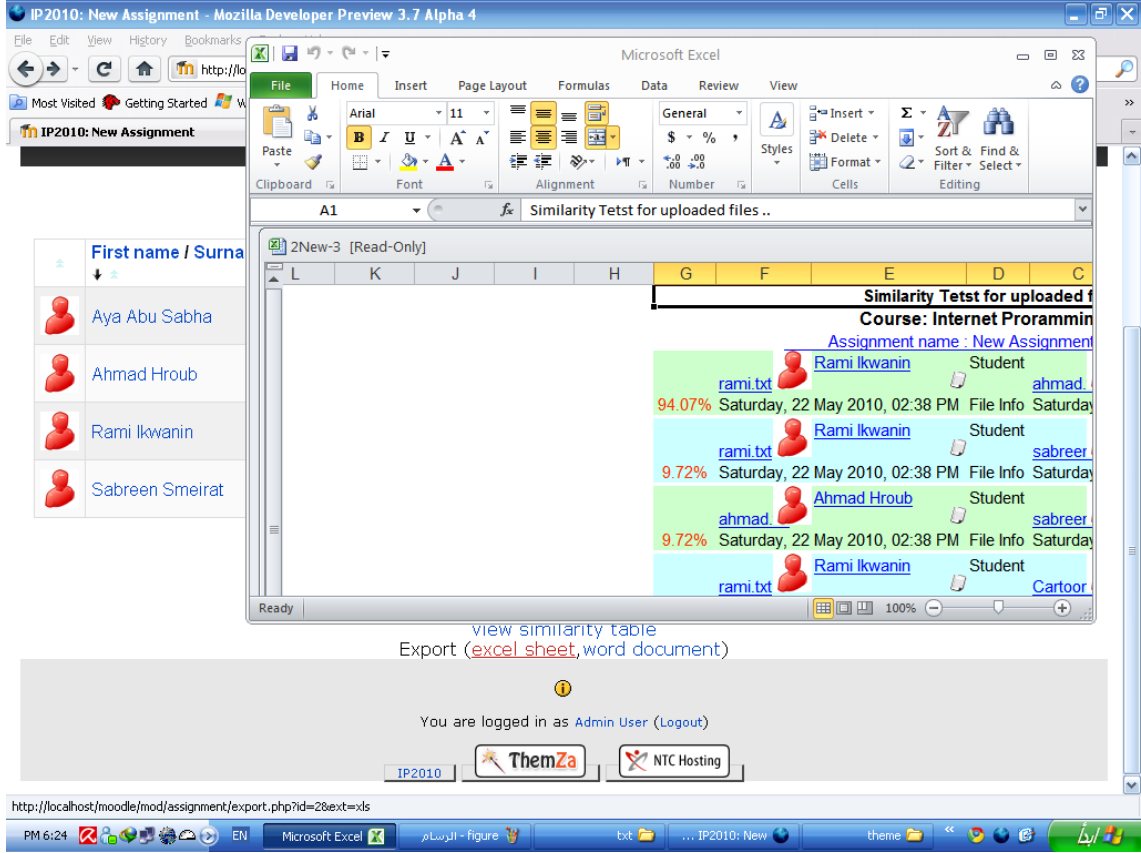 IP2010: New Assignment - Mozilla Developer Preview 3.7 Alpha 4
File Edit View History Bookmarks
http://lo
Most Visited Getting Started W
IP2010: New Assignment
Microsoft Excel
File Home Insert Page Layout Formulas Data Review View
Paste
Clipboard
Arial 11
B I U A A
A
Font
Alignment
General
$ % ,
Number
Styles
Insert
Delete
Format
Cells
Σ
Sort & Filter
Find & Select
Editing
A1 fx Similarity Tetst for uploaded files ..
2New-3 [Read-Only]
L K J I H G F E D C
Similarity Tetst for uploaded f
Course: Internet Prorammin
Assignment name : New Assignment
rami.txt Rami Ikwanin Student ahmad.
94.07% Saturday, 22 May 2010, 02:38 PM File Info Saturday
rami.txt Rami Ikwanin Student sabreer
9.72% Saturday, 22 May 2010, 02:38 PM File Info Saturday
ahmad. Ahmad Hroub Student sabreer
9.72% Saturday, 22 May 2010, 02:38 PM File Info Saturday
rami.txt Rami Ikwanin Student Cartoor
Ready 100%
First name / Surna
Aya Abu Sabha
Ahmad Hroub
Rami Ikwanin
Sabreen Smeirat
view similarity table
Export (excel sheet,word document)
You are logged in as Admin User (Logout)
IP2010 ThemZa NTC Hosting
http://localhost/moodle/mod/assignment/export.php?id=2&ext=xls
PM 6:24 EN Microsoft Excel الرسام - figure txt ... IP2010: New theme ابدأ